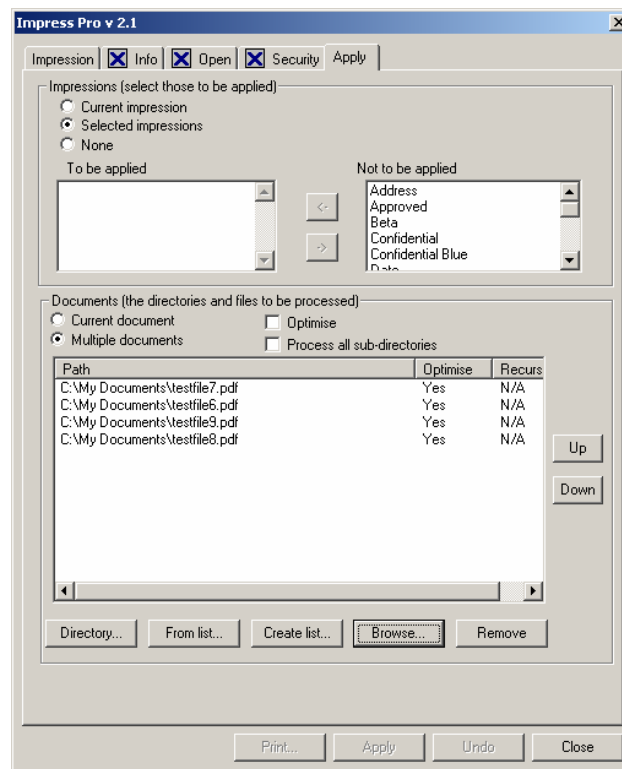 Impress Pro v 2.1
Impression Info Open Security Apply
Impressions (select those to be applied)
Current impression
Selected impressions
None
To be applied Not to be applied
<- Address
Approved
Beta
-> Confidential
Confidential Blue
Date
Documents (the directories and files to be processed)
Current document Optimise
Multiple documents Process all sub-directories
Path Optimise Recurs
C:\My Documents\testfile7.pdf Yes N/A
C:\My Documents\testfile6.pdf Yes N/A
C:\My Documents\testfile9.pdf Yes N/A
C:\My Documents\testfile8.pdf Yes N/A
Up
Down
Directory... From list... Create list... Browse... Remove
Print... Apply Undo Close